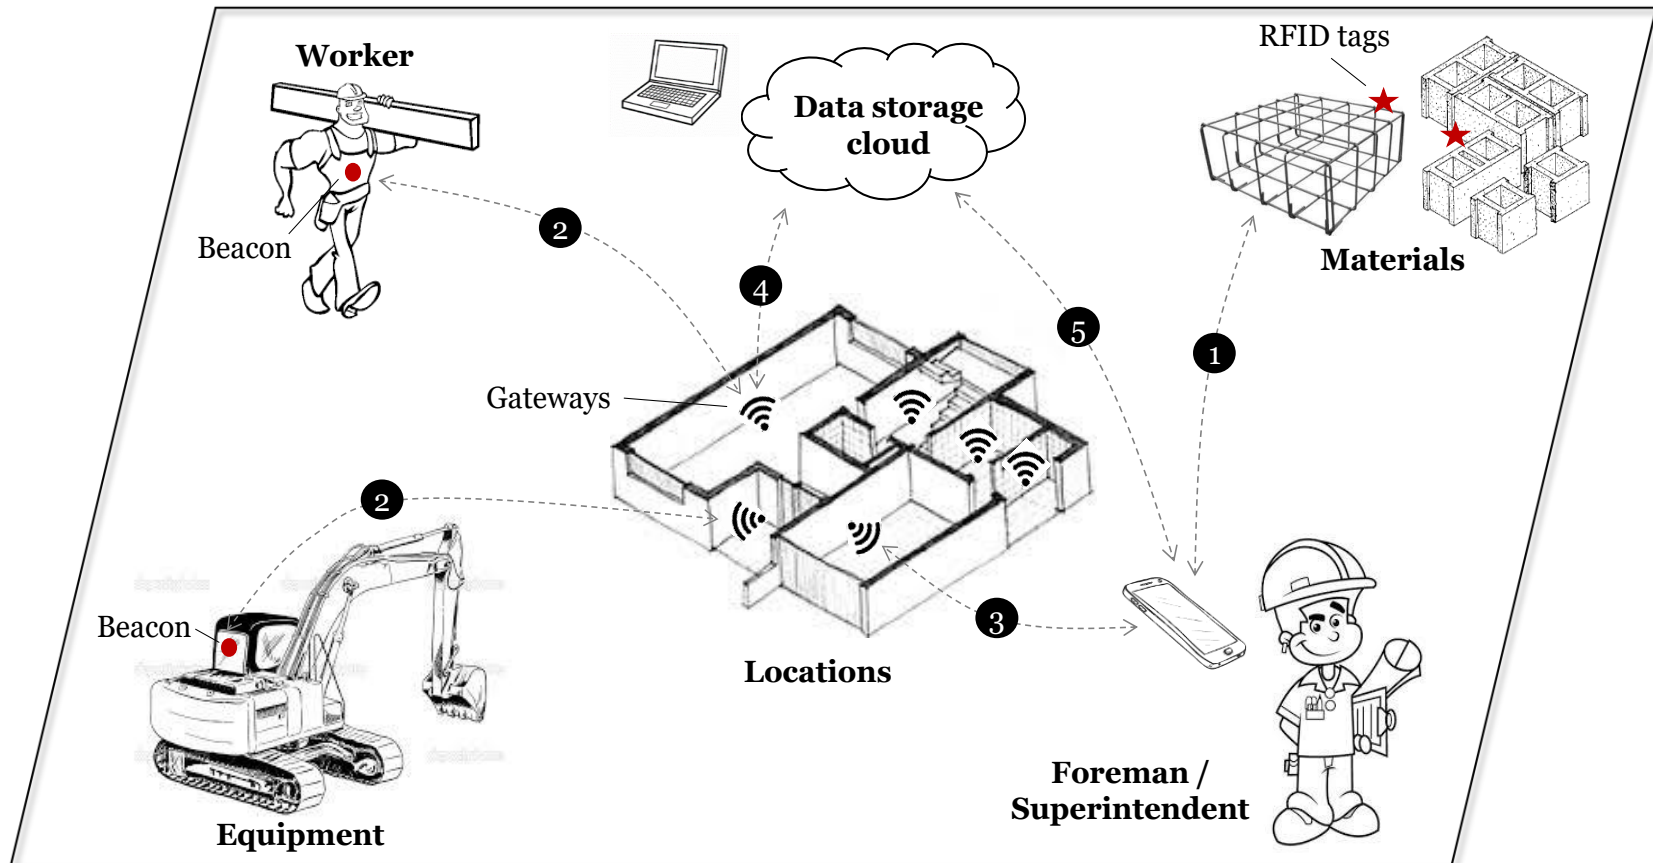 RFID tags
Worker
Data storage
cloud
Beacon
2
Materials
4
5
1
Gateways
2
Beacon
3
Locations
Foreman /
Superintendent
Equipment